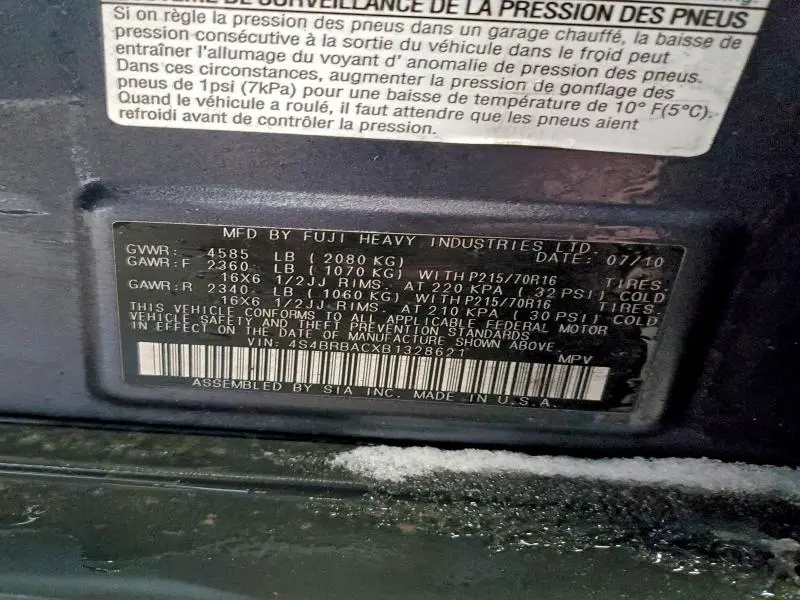 SYSTÈME DE SURVEILLANCE DE LA PRESSION DES PNEUS
Si on règle la pression des pneus dans un garage chauffé, la baisse de
pression consécutive à la sortie du véhicule dans le froid peut
entraîner l'allumage du voyant d' anomalie de pression des pneus.
Dans ces circonstances, augmenter la pression de gonflage des
pneus de 1psi (7kPa) pour une baisse de température de 10° F(5°C).
Quand le véhicule a roulé, il faut attendre que les pneus aient
refroidi avant de contrôler la pression.
MFD BY FUJI HEAVY INDUSTRIES LTD.
GVWR: 4585 LB (2080 KG) DATE: 07/10
GAWR:F 2360 LB (1070 KG) WITH P215/70R16 TIRES.
16X6 1/2JJ RIMS. AT 220 KPA (32 PSI) COLD
GAWR:R 2340 LB (1060 KG) WITH P215/70R16 TIRES.
16X6 1/2JJ RIMS. AT 210 KPA (30 PSI) COLD
THIS VEHICLE CONFORMS TO ALL APPLICABLE FEDERAL MOTOR
VEHICLE SAFETY AND THEFT PREVENTION STANDARDS
IN EFFECT ON THE DATE OF MANUFACTURE SHOWN ABOVE.
VIN: 4S4BRBACXB1328621 MPV
ASSEMBLED BY SIA INC. MADE IN U.S.A.